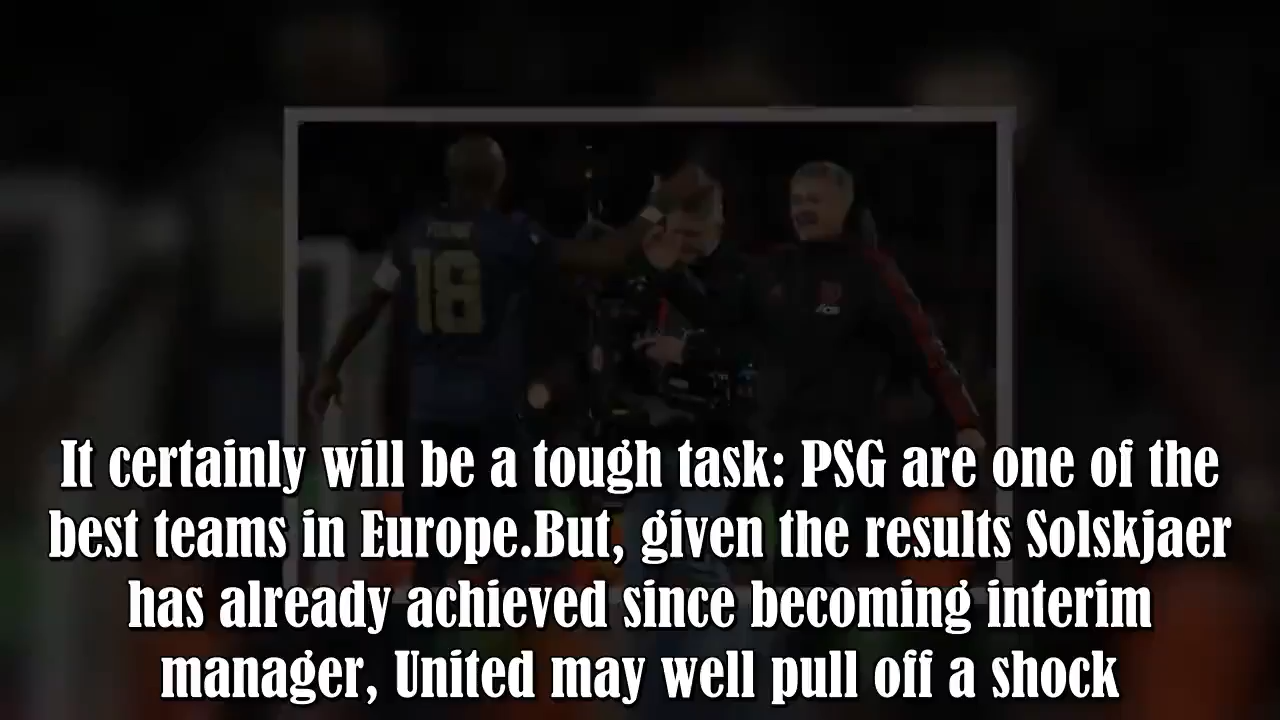 18
It certainly will be a tough task: PSG are one of the
best teams in Europe.But, given the results Solskjaer
has already achieved since becoming interim
manager, United may well pull off a shock